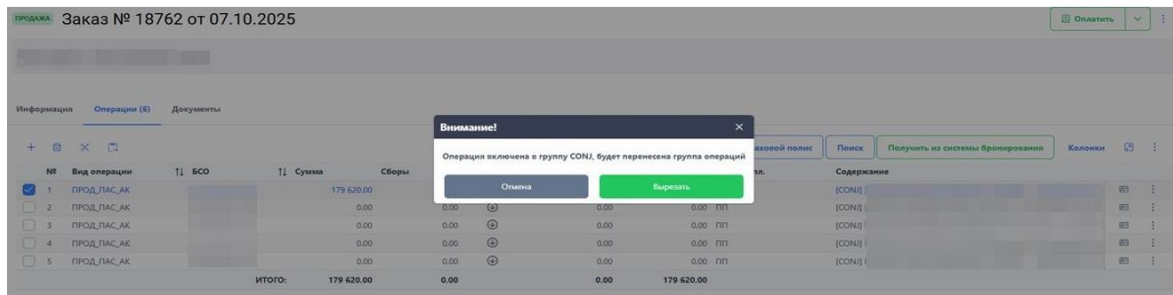 ПРОДАЖА Заказ № 18762 от 07.10.2025 Оплатить
Информация Операции (6) Документы
Внимание!
Операция включена в группу CONJ, будет перенесена группа операций
Отмена Вырезать
аховой полис Поиск Получить из системы бронирования Колонки
№ Вид операции БСО Сумма Сборы пл. Содержание
1 ПРОД_ПАС_АК 179 620.00 [CONJ]
2 ПРОД_ПАС_АК 0.00 0.00 0.00 0.00 ПП [CONJ]
3 ПРОД_ПАС_АК 0.00 0.00 0.00 0.00 ПП [CONJ]
4 ПРОД_ПАС_АК 0.00 0.00 0.00 0.00 ПП [CONJ]
5 ПРОД_ПАС_АК 0.00 0.00 0.00 0.00 ПП [CONJ]
ИТОГО: 179 620.00 0.00 0.00 179 620.00